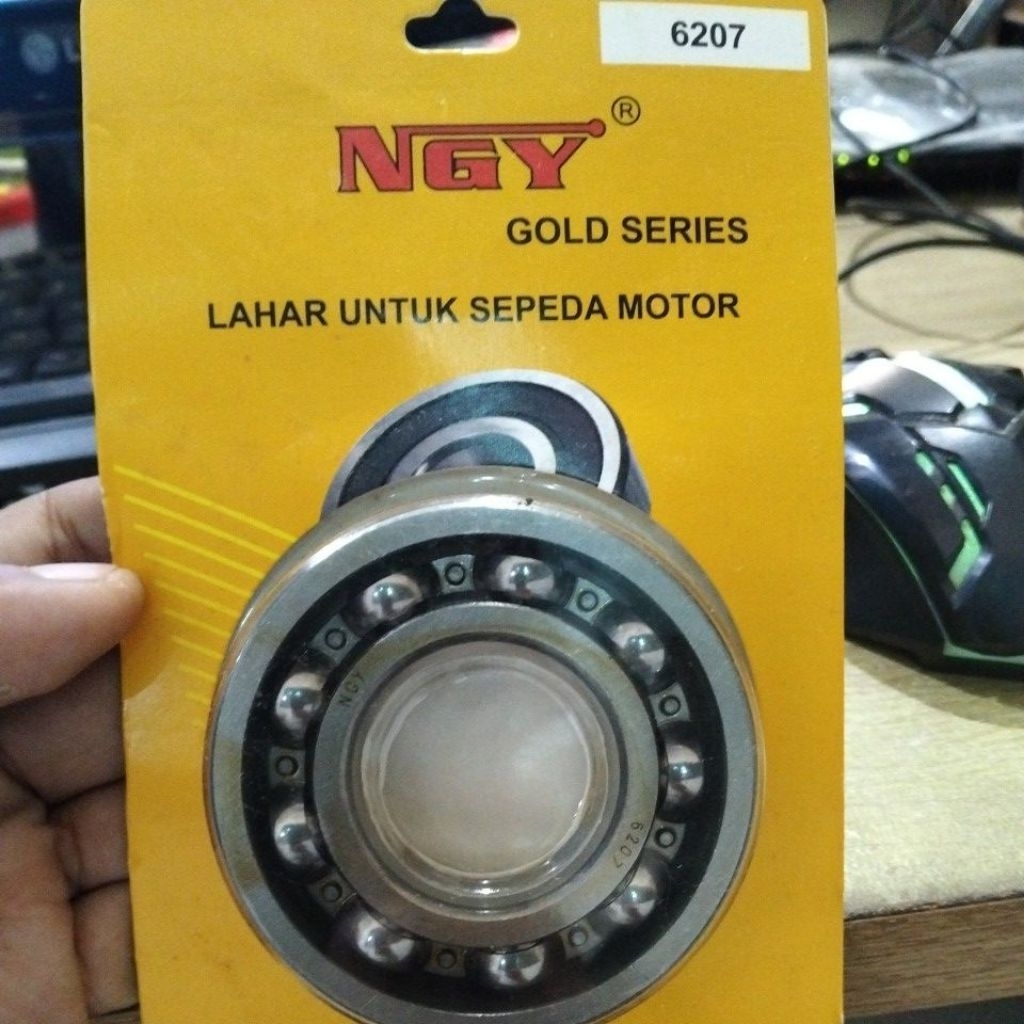 6207
NGY®
GOLD SERIES
LAHAR UNTUK SEPEDA MOTOR
NGY
6207